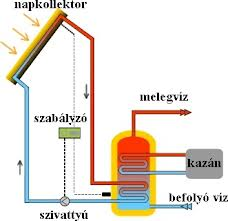 napkollektor
melegvíz
szabályzó
kazán
szivattyú
befolyó víz